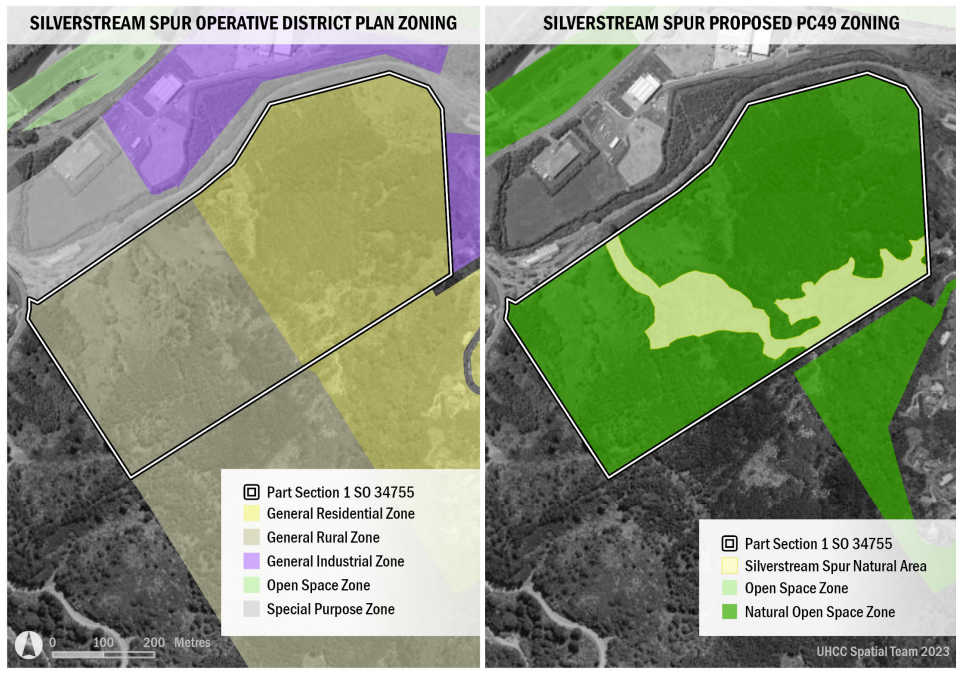 SILVERSTREAM SPUR OPERATIVE DISTRICT PLAN ZONING
Part Section 1 SO 34755
General Residential Zone
General Rural Zone
General Industrial Zone
Open Space Zone
Special Purpose Zone
0 100 200 Metres
SILVERSTREAM SPUR PROPOSED PC49 ZONING
Part Section 1 SO 34755
Silverstream Spur Natural Area
Open Space Zone
Natural Open Space Zone
UHCC Spatial Team 2023